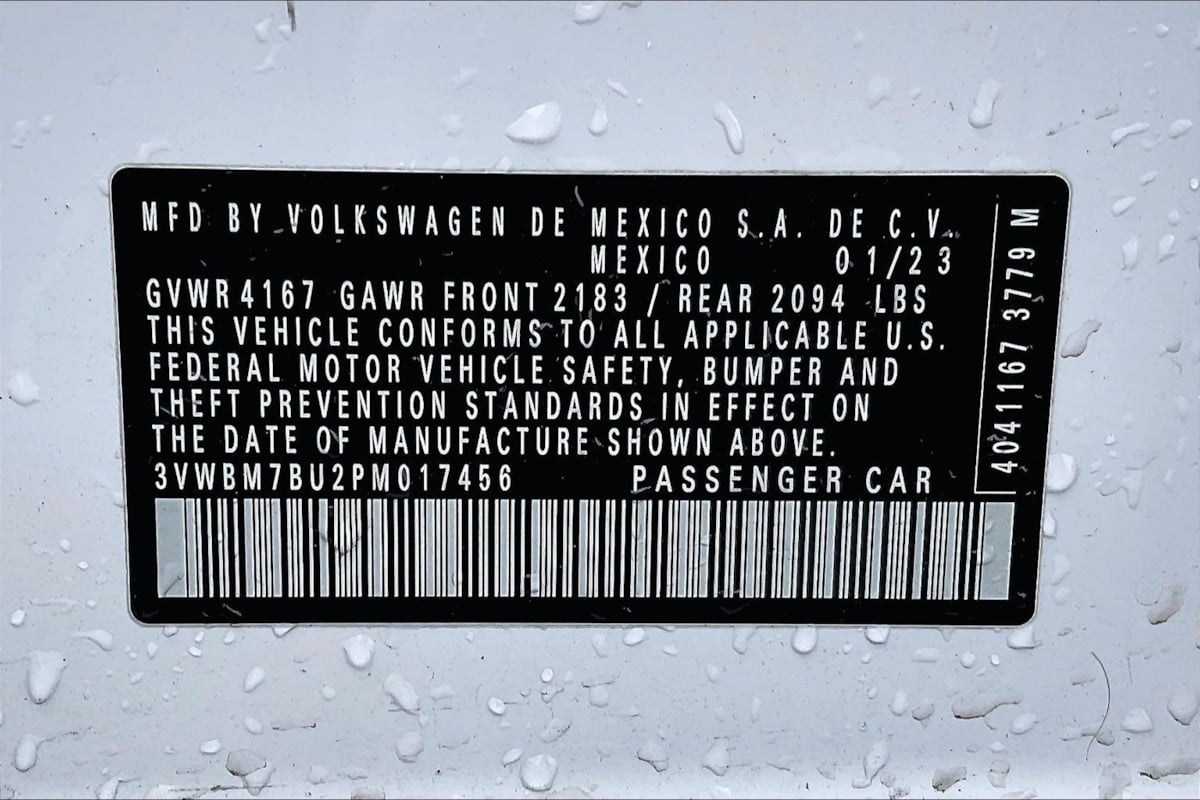 MFD BY VOLKSWAGEN DE MEXICO S.A. DE C.V.
MEXICO 01/23
GVWR 4167 GAWR FRONT 2183 / REAR 2094 LBS
THIS VEHICLE CONFORMS TO ALL APPLICABLE U.S.
FEDERAL MOTOR VEHICLE SAFETY, BUMPER AND
THEFT PREVENTION STANDARDS IN EFFECT ON
THE DATE OF MANUFACTURE SHOWN ABOVE.
3VWBM7BU2PM017456 PASSENGER CAR
4041167 3779 M